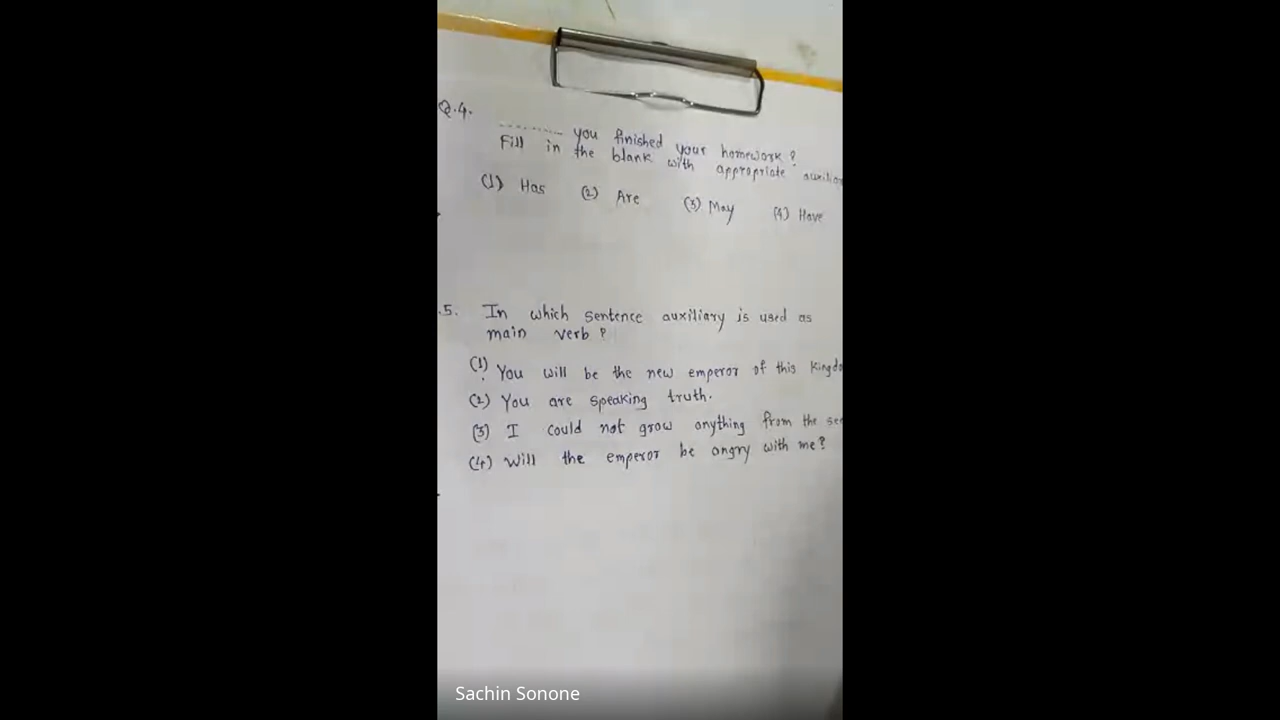 Q.4.
............ you finished your homework?
Fill in the blank with appropriate
(1) Has (2) Are (3) May (4) Have
.5. In which sentence auxiliary is used as
main verb?
(1) You will be the new emperor of this
(2) You are speaking truth.
(3) I could not grow anything from the
(4) Will the emperor be angry with me?
Sachin Sonone